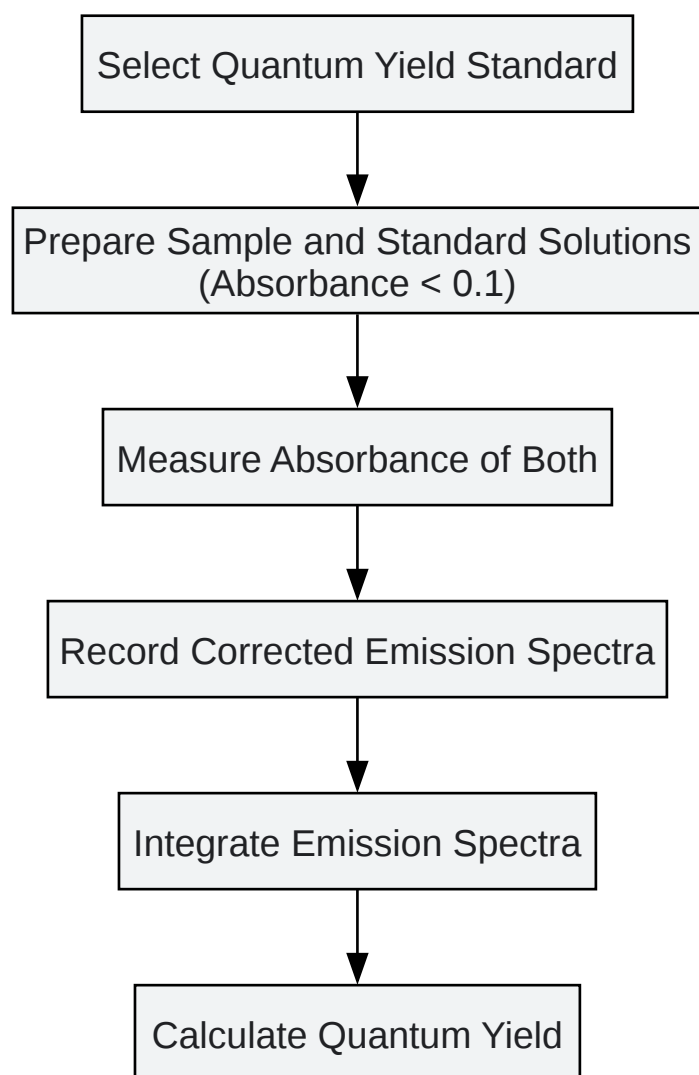 Select Quantum Yield Standard
Prepare Sample and Standard Solutions
(Absorbance < 0.1)
Measure Absorbance of Both
Record Corrected Emission Spectra
Integrate Emission Spectra
Calculate Quantum Yield